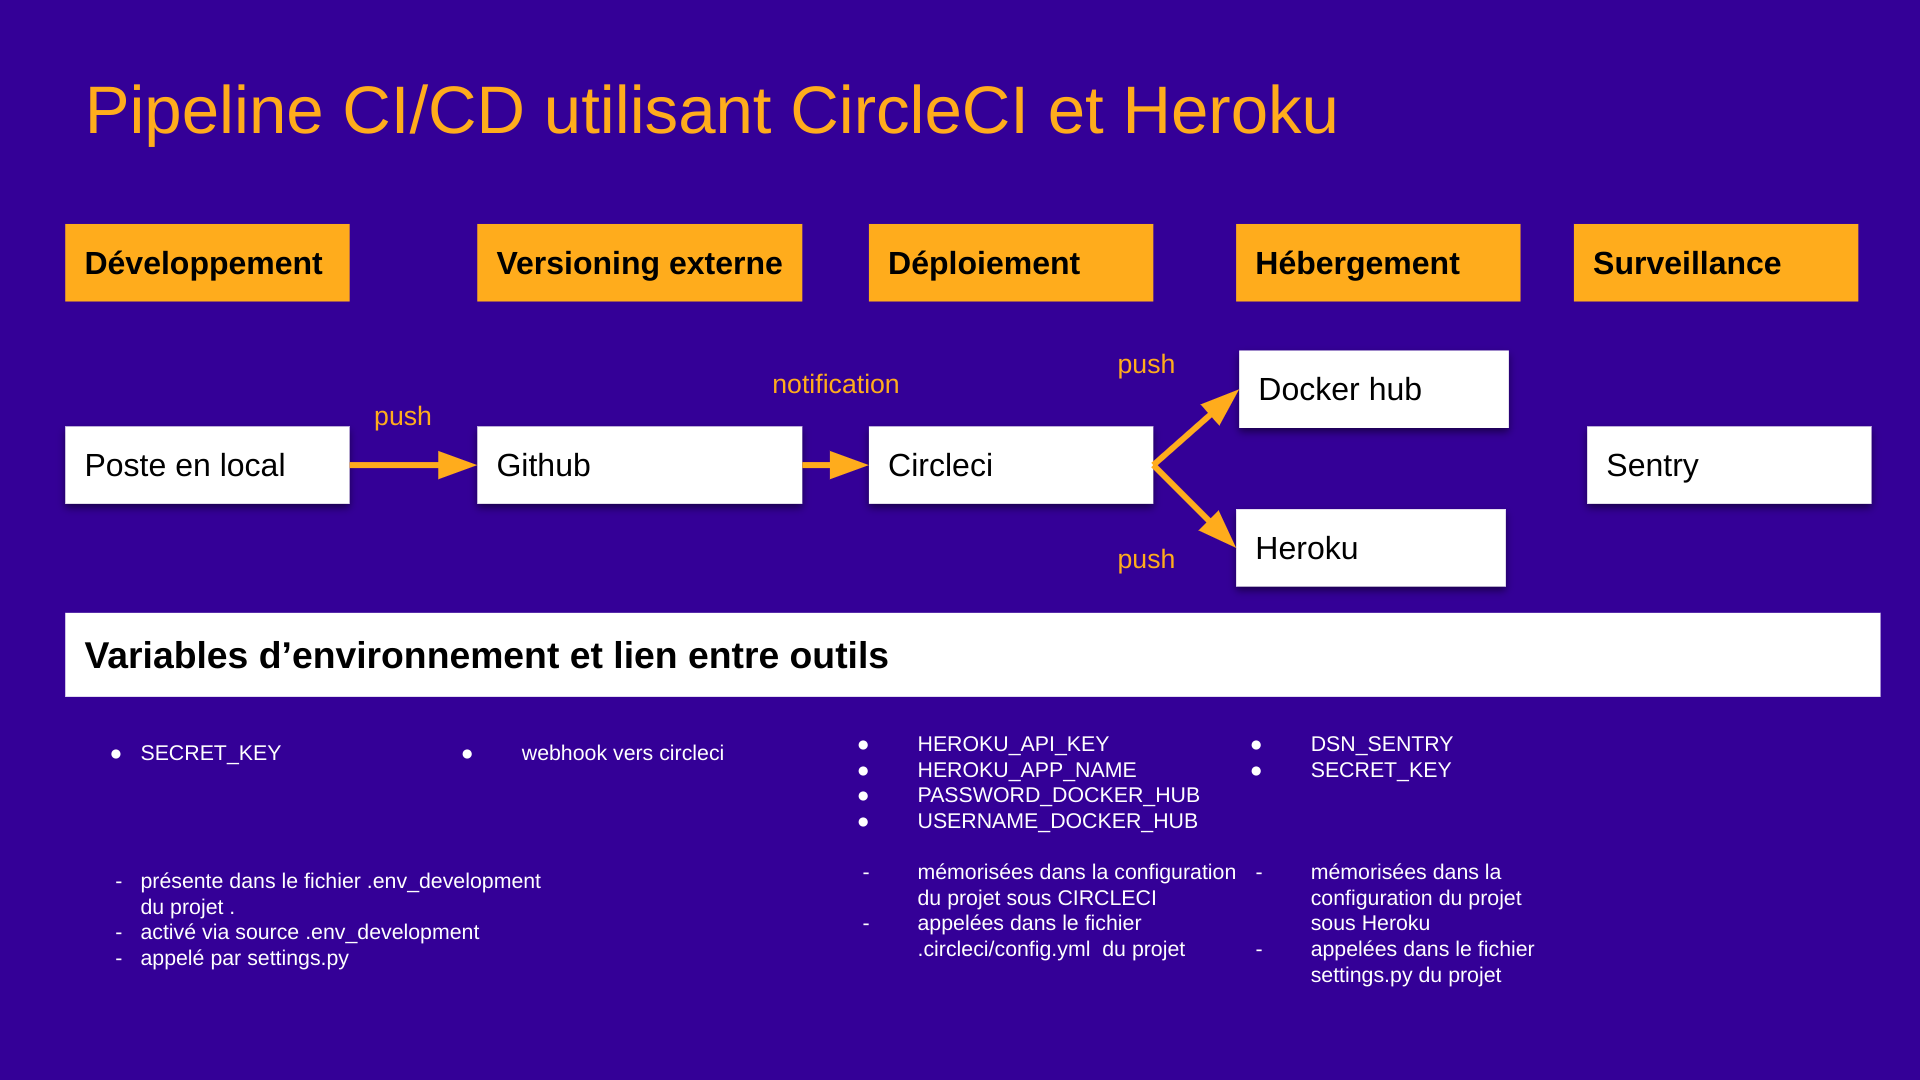 Pipeline CI/CD utilisant CircleCI et Heroku
Développement
Versioning externe
Déploiement
Hébergement
Surveillance
push
notification
push
Docker hub
Poste en local
Github
Circleci
Sentry
push
Heroku
Variables d’environnement et lien entre outils
● SECRET_KEY
- présente dans le fichier .env_development
du projet .
- activé via source .env_development
- appelé par settings.py
● webhook vers circleci
● HEROKU_API_KEY
● HEROKU_APP_NAME
● PASSWORD_DOCKER_HUB
● USERNAME_DOCKER_HUB
- mémorisées dans la configuration
du projet sous CIRCLECI
- appelées dans le fichier
.circleci/config.yml  du projet
● DSN_SENTRY
● SECRET_KEY
- mémorisées dans la
configuration du projet
sous Heroku
- appelées dans le fichier
settings.py du projet